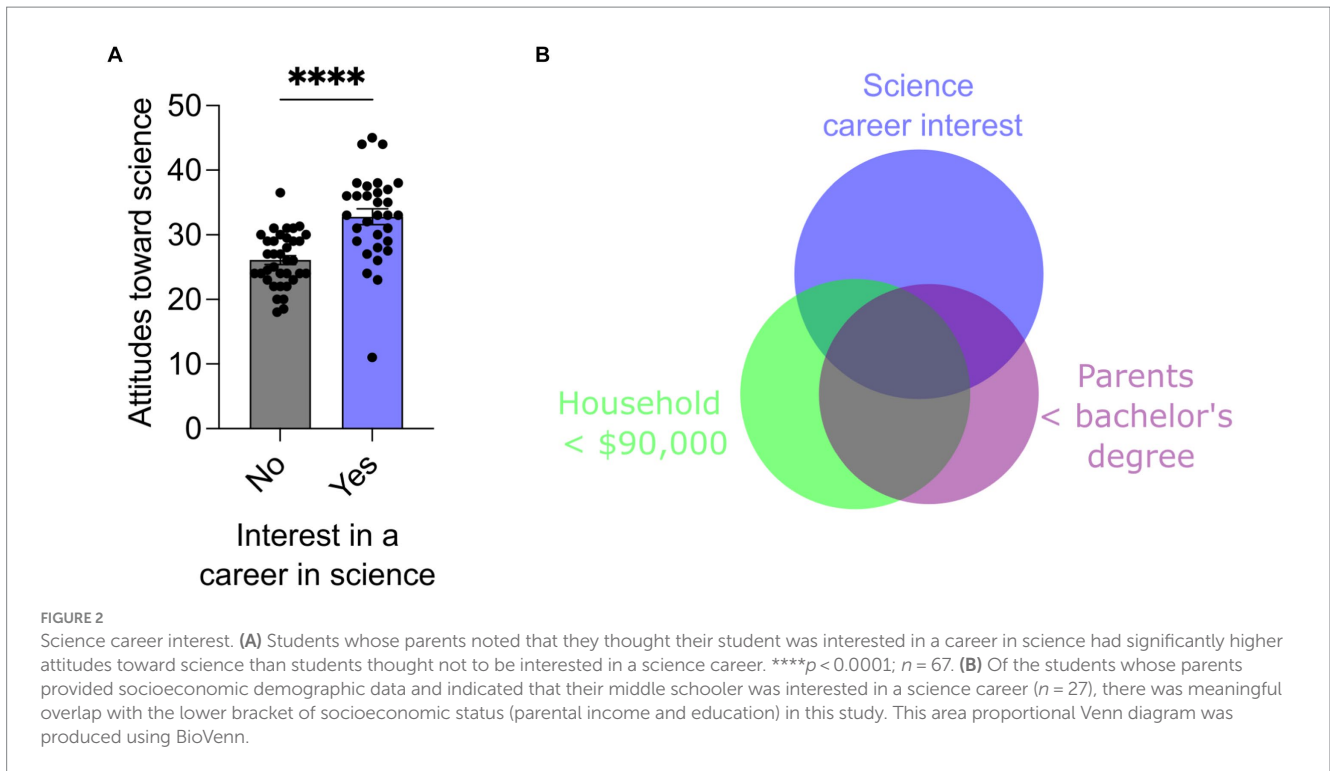 A
****
Attitudes toward science
50
40
30
20
10
0
No
Yes
Interest in a
career in science
B
Science
career interest
Household
< $90,000
Parents
< bachelor's
degree
FIGURE 2
Science career interest. (A) Students whose parents noted that they thought their student was interested in a career in science had significantly higher
attitudes toward science than students thought not to be interested in a science career. ****p < 0.0001; n = 67. (B) Of the students whose parents
provided socioeconomic demographic data and indicated that their middle schooler was interested in a science career (n = 27), there was meaningful
overlap with the lower bracket of socioeconomic status (parental income and education) in this study. This area proportional Venn diagram was
produced using BioVenn.